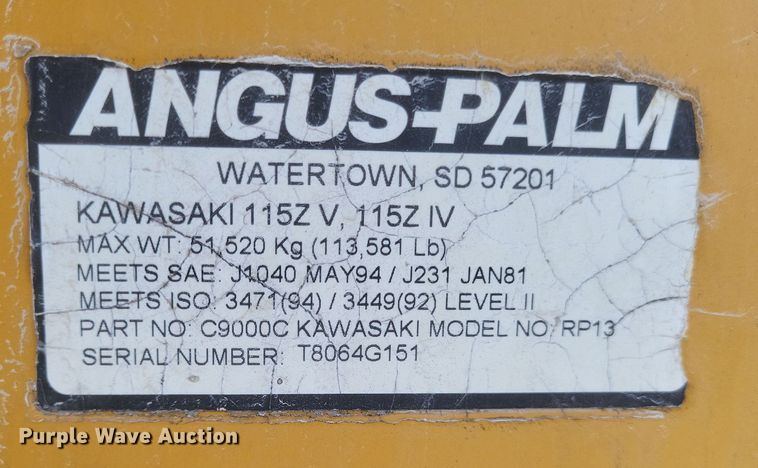 ANGUS-PALM
WATERTOWN, SD 57201
KAWASAKI 115Z V, 115Z IV
MAX WT: 51,520 Kg (113,581 Lb)
MEETS SAE: J1040 MAY94 / J231 JAN81
MEETS ISO: 3471(94) / 3449(92) LEVEL II
PART NO: C9000C KAWASAKI MODEL NO: RP13
SERIAL NUMBER: T8064G151
Purple Wave Auction